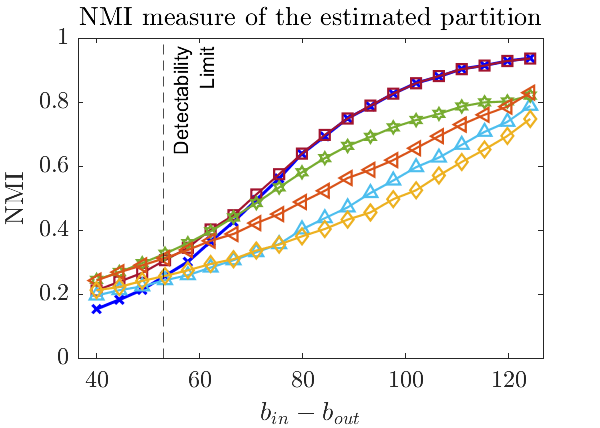 NMI measure of the estimated partition
1
0.8
0.6
0.4
0.2
0
NMI
Detectability
Limit
40
60
80
100
120
b_in − b_out